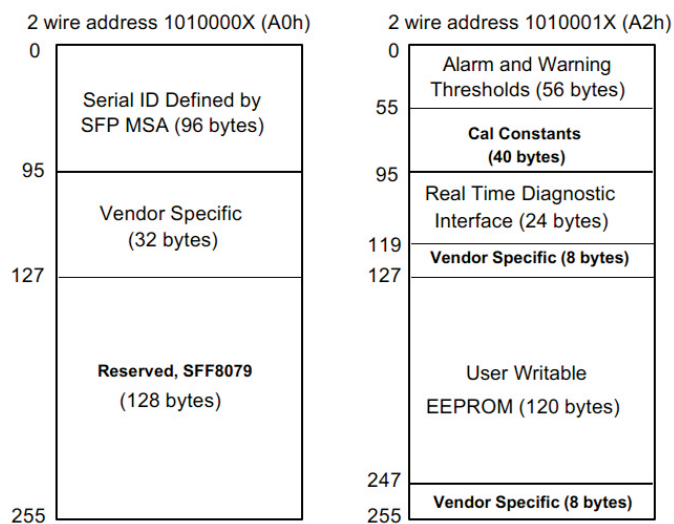 2 wire address 1010000X (A0h)
0
Serial ID Defined by
SFP MSA (96 bytes)
95
Vendor Specific
(32 bytes)
127
Reserved, SFF8079
(128 bytes)
255
2 wire address 1010001X (A2h)
0
Alarm and Warning
Thresholds (56 bytes)
55
Cal Constants
(40 bytes)
95
Real Time Diagnostic
Interface (24 bytes)
119
Vendor Specific (8 bytes)
127
User Writable
EEPROM (120 bytes)
247
Vendor Specific (8 bytes)
255